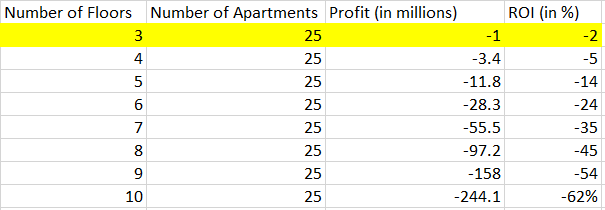 Number of Floors Number of Apartments Profit (in millions) ROI (in %)
3 25 -1 -2
4 25 -3.4 -5
5 25 -11.8 -14
6 25 -28.3 -24
7 25 -55.5 -35
8 25 -97.2 -45
9 25 -158 -54
10 25 -244.1 -62%